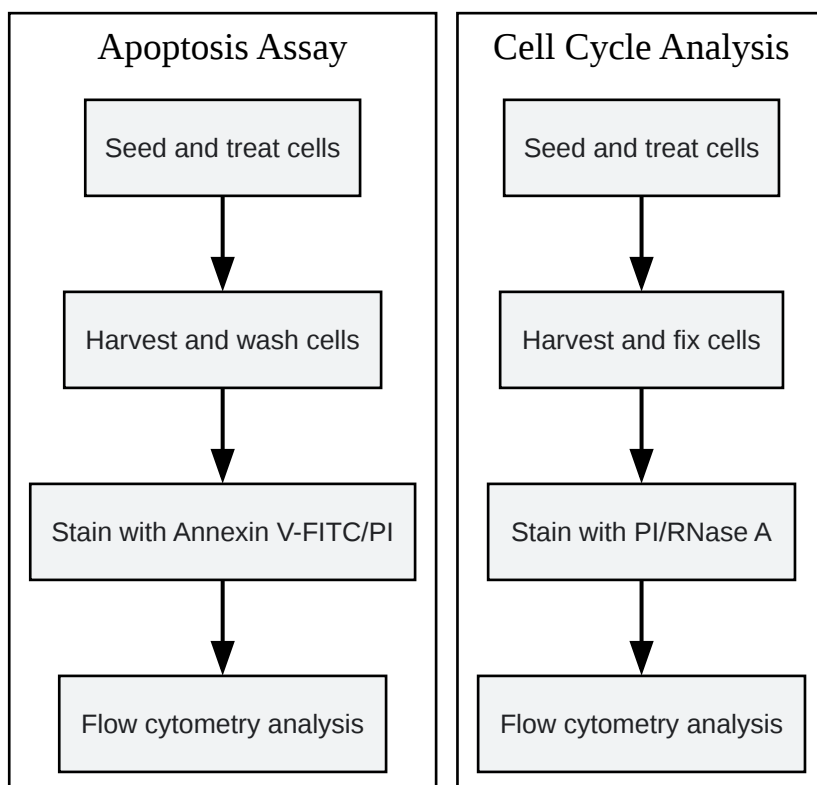 Apoptosis Assay
Seed and treat cells
Harvest and wash cells
Stain with Annexin V-FITC/PI
Flow cytometry analysis
Cell Cycle Analysis
Seed and treat cells
Harvest and fix cells
Stain with PI/RNase A
Flow cytometry analysis